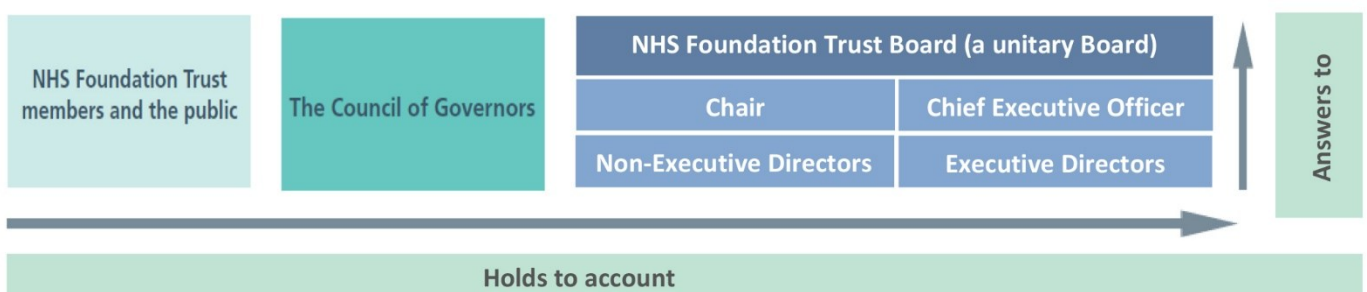 NHS Foundation Trust
members and the public
The Council of Governors
NHS Foundation Trust Board (a unitary Board)
Chair
Chief Executive Officer
Non-Executive Directors
Executive Directors
Answers to
Holds to account